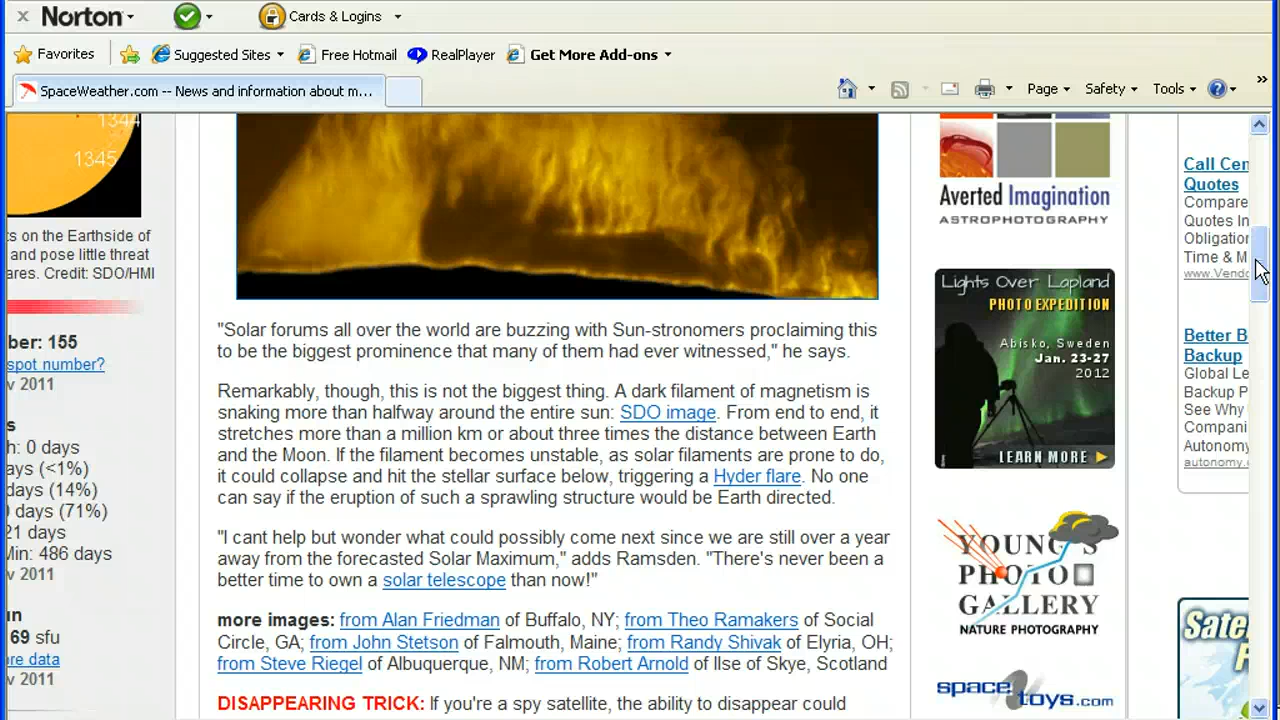 Norton
Cards & Logins
Favorites
Suggested Sites
Free Hotmail
RealPlayer
Get More Add-ons
SpaceWeather.com -- News and information about m...
Page
Safety
Tools
1344
1345
ts on the Earthside of
and pose little threat
ares. Credit: SDO/HMI
ber: 155
spot number?
v 2011
s
h: 0 days
ays (<1%)
days (14%)
0 days (71%)
21 days
Min: 486 days
v 2011
un
169 sfu
ore data
v 2011
"Solar forums all over the world are buzzing with Sun-stronomers proclaiming this
to be the biggest prominence that many of them had ever witnessed," he says.
Remarkably, though, this is not the biggest thing. A dark filament of magnetism is
snaking more than halfway around the entire sun: SDO image. From end to end, it
stretches more than a million km or about three times the distance between Earth
and the Moon. If the filament becomes unstable, as solar filaments are prone to do,
it could collapse and hit the stellar surface below, triggering a Hyder flare. No one
can say if the eruption of such a sprawling structure would be Earth directed.
"I cant help but wonder what could possibly come next since we are still over a year
away from the forecasted Solar Maximum," adds Ramsden. "There's never been a
better time to own a solar telescope than now!"
more images: from Alan Friedman of Buffalo, NY; from Theo Ramakers of Social
Circle, GA; from John Stetson of Falmouth, Maine; from Randy Shivak of Elyria, OH;
from Steve Riegel of Albuquerque, NM; from Robert Arnold of Ilse of Skye, Scotland
DISAPPEARING TRICK: If you're a spy satellite, the ability to disappear could
Averted Imagination
ASTROPHOTOGRAPHY
Lights Over Lapland
PHOTO EXPEDITION
Abisko, Sweden
Jan. 23-27
2012
LEARN MORE
YOUNG'S
PHOTO
GALLERY
NATURE PHOTOGRAPHY
space toys.com
Call Cen
Quotes
Compare
Quotes In
Obligation
Time & M
www.Vendo
Better B
Backup
Global Le
Backup P
See Why
Compani
Autonomy
autonomy.c
Sate